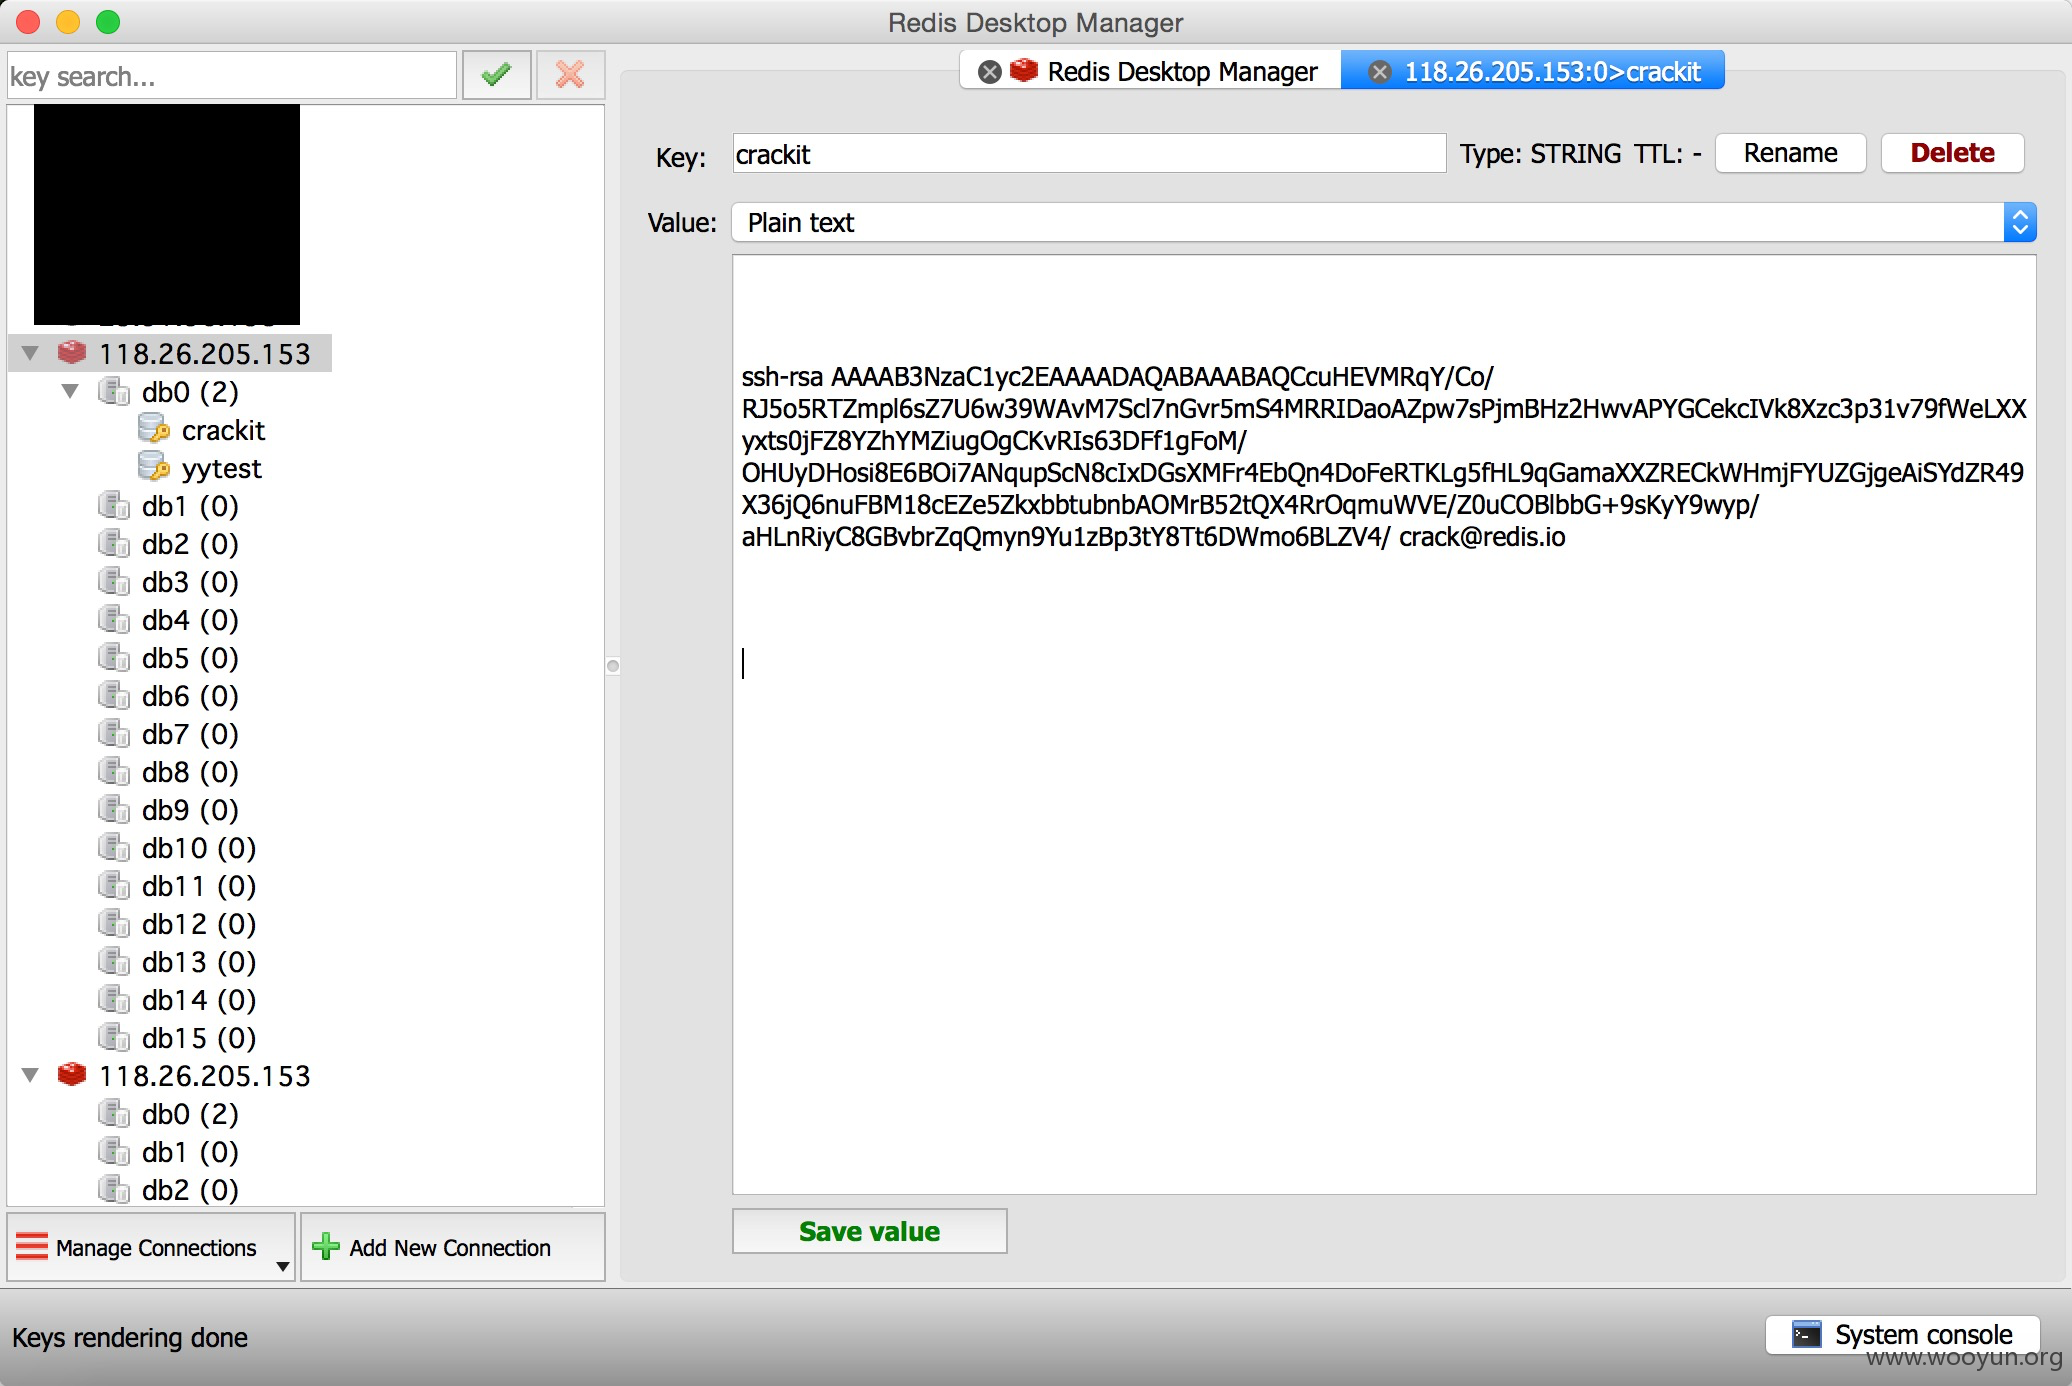 Redis Desktop Manager
key search...
Redis Desktop Manager
118.26.205.153:0>crackit
Key:
crackit
Type: STRING TTL: -
Rename
Delete
Value:
Plain text
118.26.205.153
db0 (2)
crackit
yytest
db1 (0)
db2 (0)
db3 (0)
db4 (0)
db5 (0)
db6 (0)
db7 (0)
db8 (0)
db9 (0)
db10 (0)
db11 (0)
db12 (0)
db13 (0)
db14 (0)
db15 (0)
118.26.205.153
db0 (2)
db1 (0)
db2 (0)
ssh-rsa AAAAB3NzaC1yc2EAAAADAQABAAABAQCcuHEVMRqY/Co/
RJ5o5RTZmpl6sZ7U6w39WAvM7Scl7nGvr5mS4MRRIDaoAZpw7sPjmBHz2HwvAPYGCekcIVk8Xzc3p31v79fWeLXX
yxts0jFZ8YZhYMZiugOgCKvRIs63DFf1gFoM/
OHUyDHosi8E6BOi7ANqupScN8cIxDGsXMFr4EbQn4DoFeRTKLg5fHL9qGamaXXZRECkWHmjFYUZGjgeAiSYdZR49
X36jQ6nuFBM18cEZe5ZkxbbtubnbAOMrB52tQX4RrOqmuWVE/Z0uCOBlbbG+9sKyY9wyp/
aHLnRiyC8GBvbrZqQmyn9Yu1zBp3tY8Tt6DWmo6BLZV4/ crack@redis.io
Save value
Manage Connections
Add New Connection
Keys rendering done
System console
www.wooyun.org